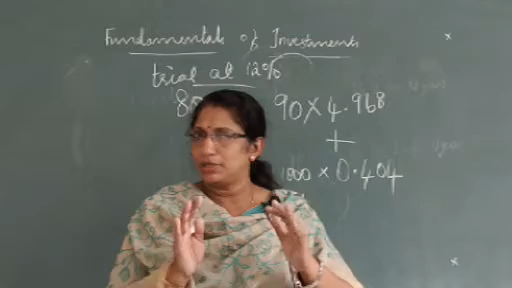 Fundamentals of Investments
trial at 12%
90×4.968
+
1000×0.404